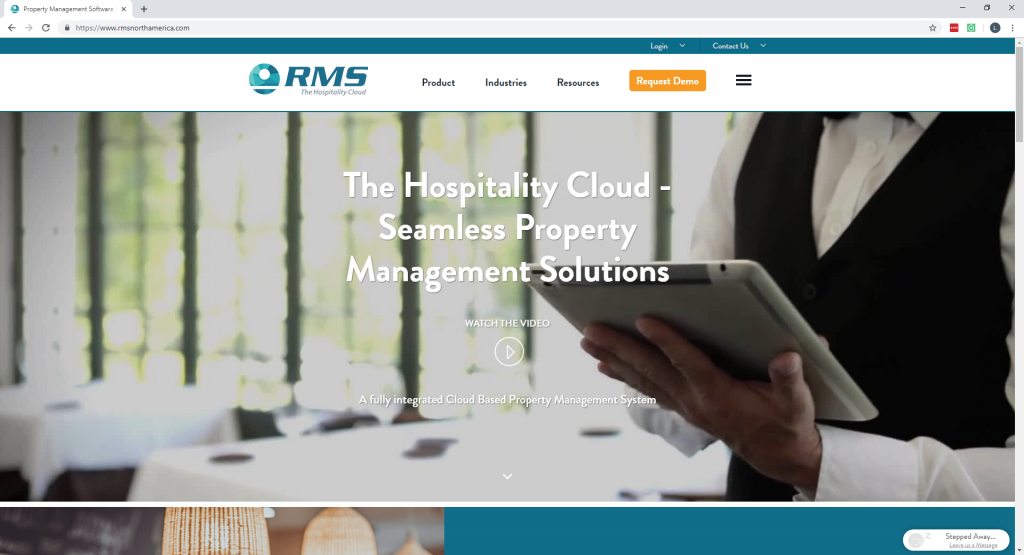 Property Management Software
https://www.rmsnorthamerica.com
L
Login
Contact Us
RMS
The Hospitality Cloud
Product
Industries
Resources
Request Demo
The Hospitality Cloud -
Seamless Property
Management Solutions
WATCH THE VIDEO
A fully integrated Cloud Based Property Management System
Stepped Away...
Leave us a Message